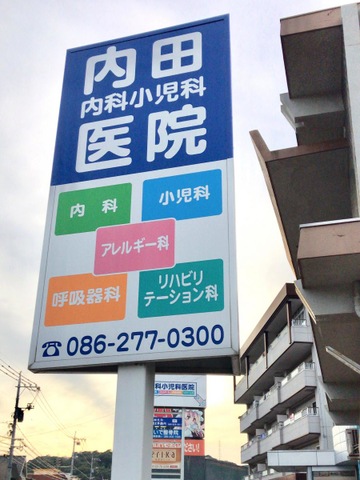 内田
内科小児科
医院
内科
小児科
アレルギー科
呼吸器科
リハビリ
テーション科
☎086-277-0300
科小児科医院